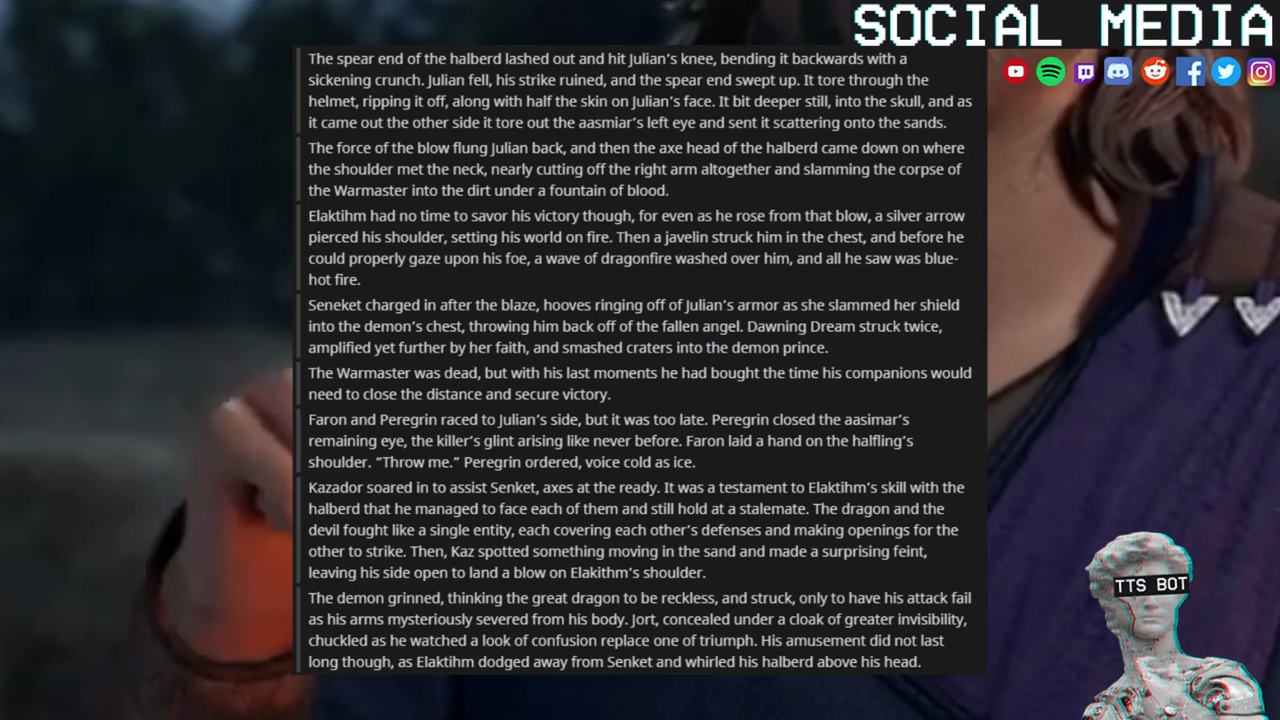 SOCIAL MEDIA
The spear end of the halberd lashed out and hit Julian's knee, bending it backwards with a
sickening crunch. Julian fell, his strike ruined, and the spear end swept up. It tore through the
helmet, ripping it off, along with half the skin on Julian's face. It bit deeper still, into the skull, and as
it came out the other side it tore out the aasmiar's left eye and sent it scattering onto the sands.
The force of the blow flung Julian back, and then the axe head of the halberd came down on where
the shoulder met the neck, nearly cutting off the right arm altogether and slamming the corpse of
the Warmaster into the dirt under a fountain of blood.
Elaktihm had no time to savor his victory though, for even as he rose from that blow, a silver arrow
pierced his shoulder, setting his world on fire. Then a javelin struck him in the chest, and before he
could properly gaze upon his foe, a wave of dragonfire washed over him, and all he saw was blue-
hot fire.
Seneket charged in after the blaze, hooves ringing off of Julian's armor as she slammed her shield
into the demon's chest, throwing him back off of the fallen angel. Dawning Dream struck twice,
amplified yet further by her faith, and smashed craters into the demon prince.
The Warmaster was dead, but with his last moments he had bought the time his companions would
need to close the distance and secure victory.
Faron and Peregrin raced to Julian's side, but it was too late. Peregrin closed the aasimar's
remaining eye, the killer's glint arising like never before. Faron laid a hand on the halfling's
shoulder. "Throw me." Peregrin ordered, voice cold as ice.
Kazador soared in to assist Senket, axes at the ready. It was a testament to Elaktihm's skill with the
halberd that he managed to face each of them and still hold at a stalemate. The dragon and the
devil fought like a single entity, each covering each other's defenses and making openings for the
other to strike. Then, Kaz spotted something moving in the sand and made a surprising feint,
leaving his side open to land a blow on Elakithm's shoulder.
The demon grinned, thinking the great dragon to be reckless, and struck, only to have his attack fail
as his arms mysteriously severed from his body. Jort, concealed under a cloak of greater invisibility,
chuckled as he watched a look of confusion replace one of triumph. His amusement did not last
long though, as Elaktihm dodged away from Senket and whirled his halberd above his head.
TTS BOT